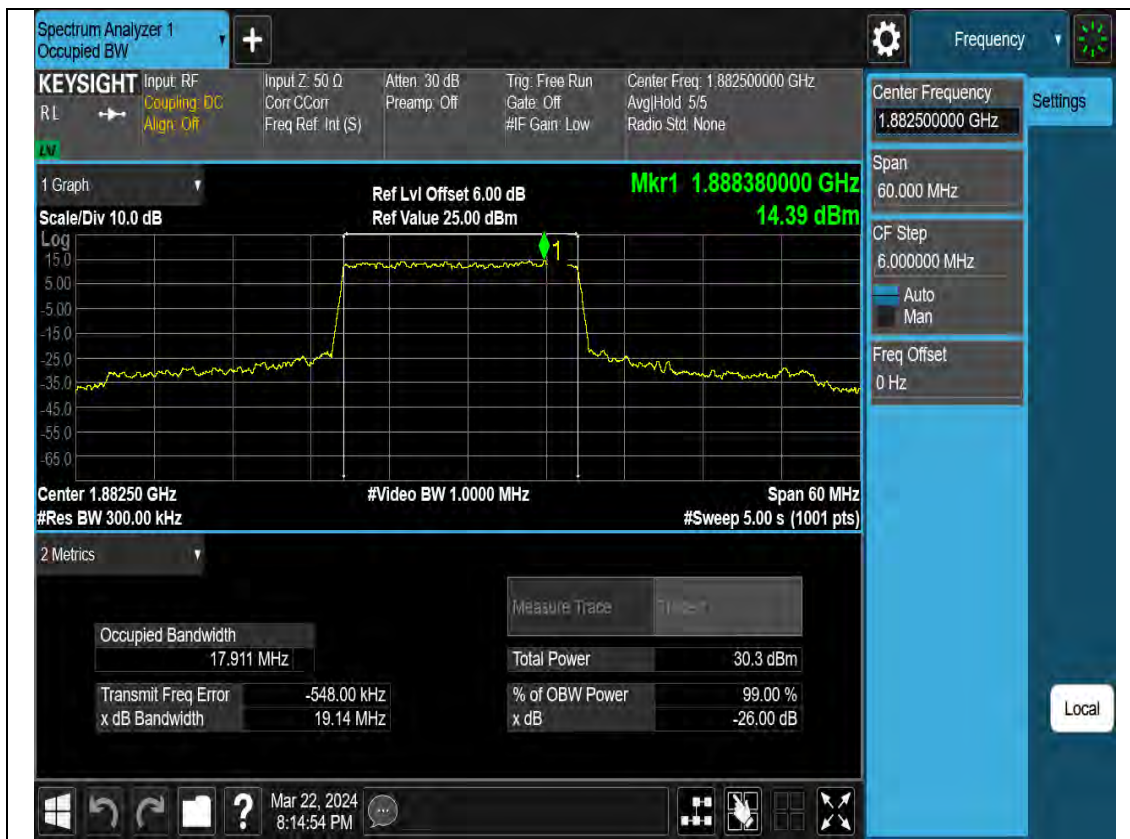 Spectrum Analyzer 1
Occupied BW
Frequency
KEYSIGHT
RL
LXI
Input: RF
Coupling: DC
Align: Off
Input Z: 50 Ω
Corr CCorr
Freq Ref: Int (S)
Atten: 30 dB
Preamp: Off
Trig: Free Run
Gate: Off
#IF Gain: Low
Center Freq: 1.882500000 GHz
Avg|Hold: 5/5
Radio Std: None
Center Frequency
1.882500000 GHz
Settings
Span
60.000 MHz
CF Step
6.000000 MHz
Auto
Man
Freq Offset
0 Hz
1 Graph
Scale/Div 10.0 dB
Ref Lvl Offset 6.00 dB
Ref Value 25.00 dBm
Mkr1 1.888380000 GHz
14.39 dBm
Log
15.0
5.00
-5.00
-15.0
-25.0
-35.0
-45.0
-55.0
-65.0
1
Center 1.88250 GHz
#Res BW 300.00 kHz
#Video BW 1.0000 MHz
Span 60 MHz
#Sweep 5.00 s (1001 pts)
2 Metrics
Measure Trace
Occupied Bandwidth
17.911 MHz
Total Power 30.3 dBm
Transmit Freq Error -548.00 kHz
% of OBW Power 99.00 %
x dB Bandwidth 19.14 MHz
x dB -26.00 dB
Local
?
Mar 22, 2024
8:14:54 PM